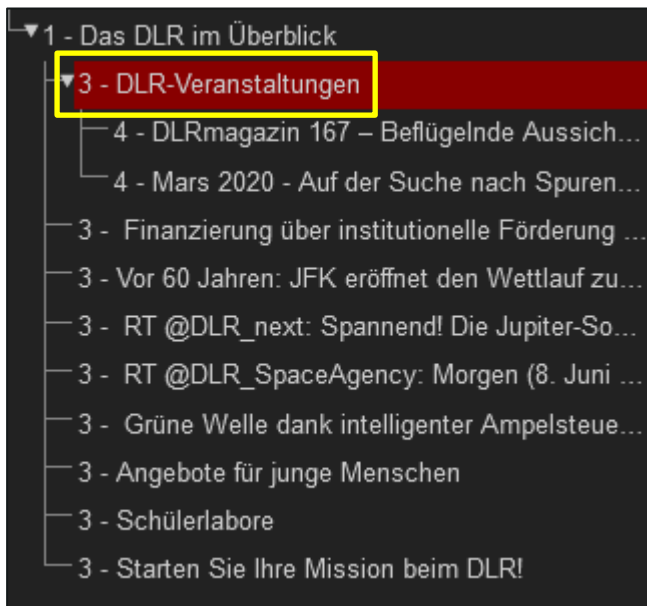 1 - Das DLR im Überblick
3 - DLR-Veranstaltungen
4 - DLRmagazin 167 – Beflügelnde Aussich...
4 - Mars 2020 - Auf der Suche nach Spuren...
3 - Finanzierung über institutionelle Förderung ...
3 - Vor 60 Jahren: JFK eröffnet den Wettlauf zu...
3 - RT @DLR_next: Spannend! Die Jupiter-So...
3 - RT @DLR_SpaceAgency: Morgen (8. Juni ...
3 - Grüne Welle dank intelligenter Ampelsteue...
3 - Angebote für junge Menschen
3 - Schülerlabore
3 - Starten Sie Ihre Mission beim DLR!